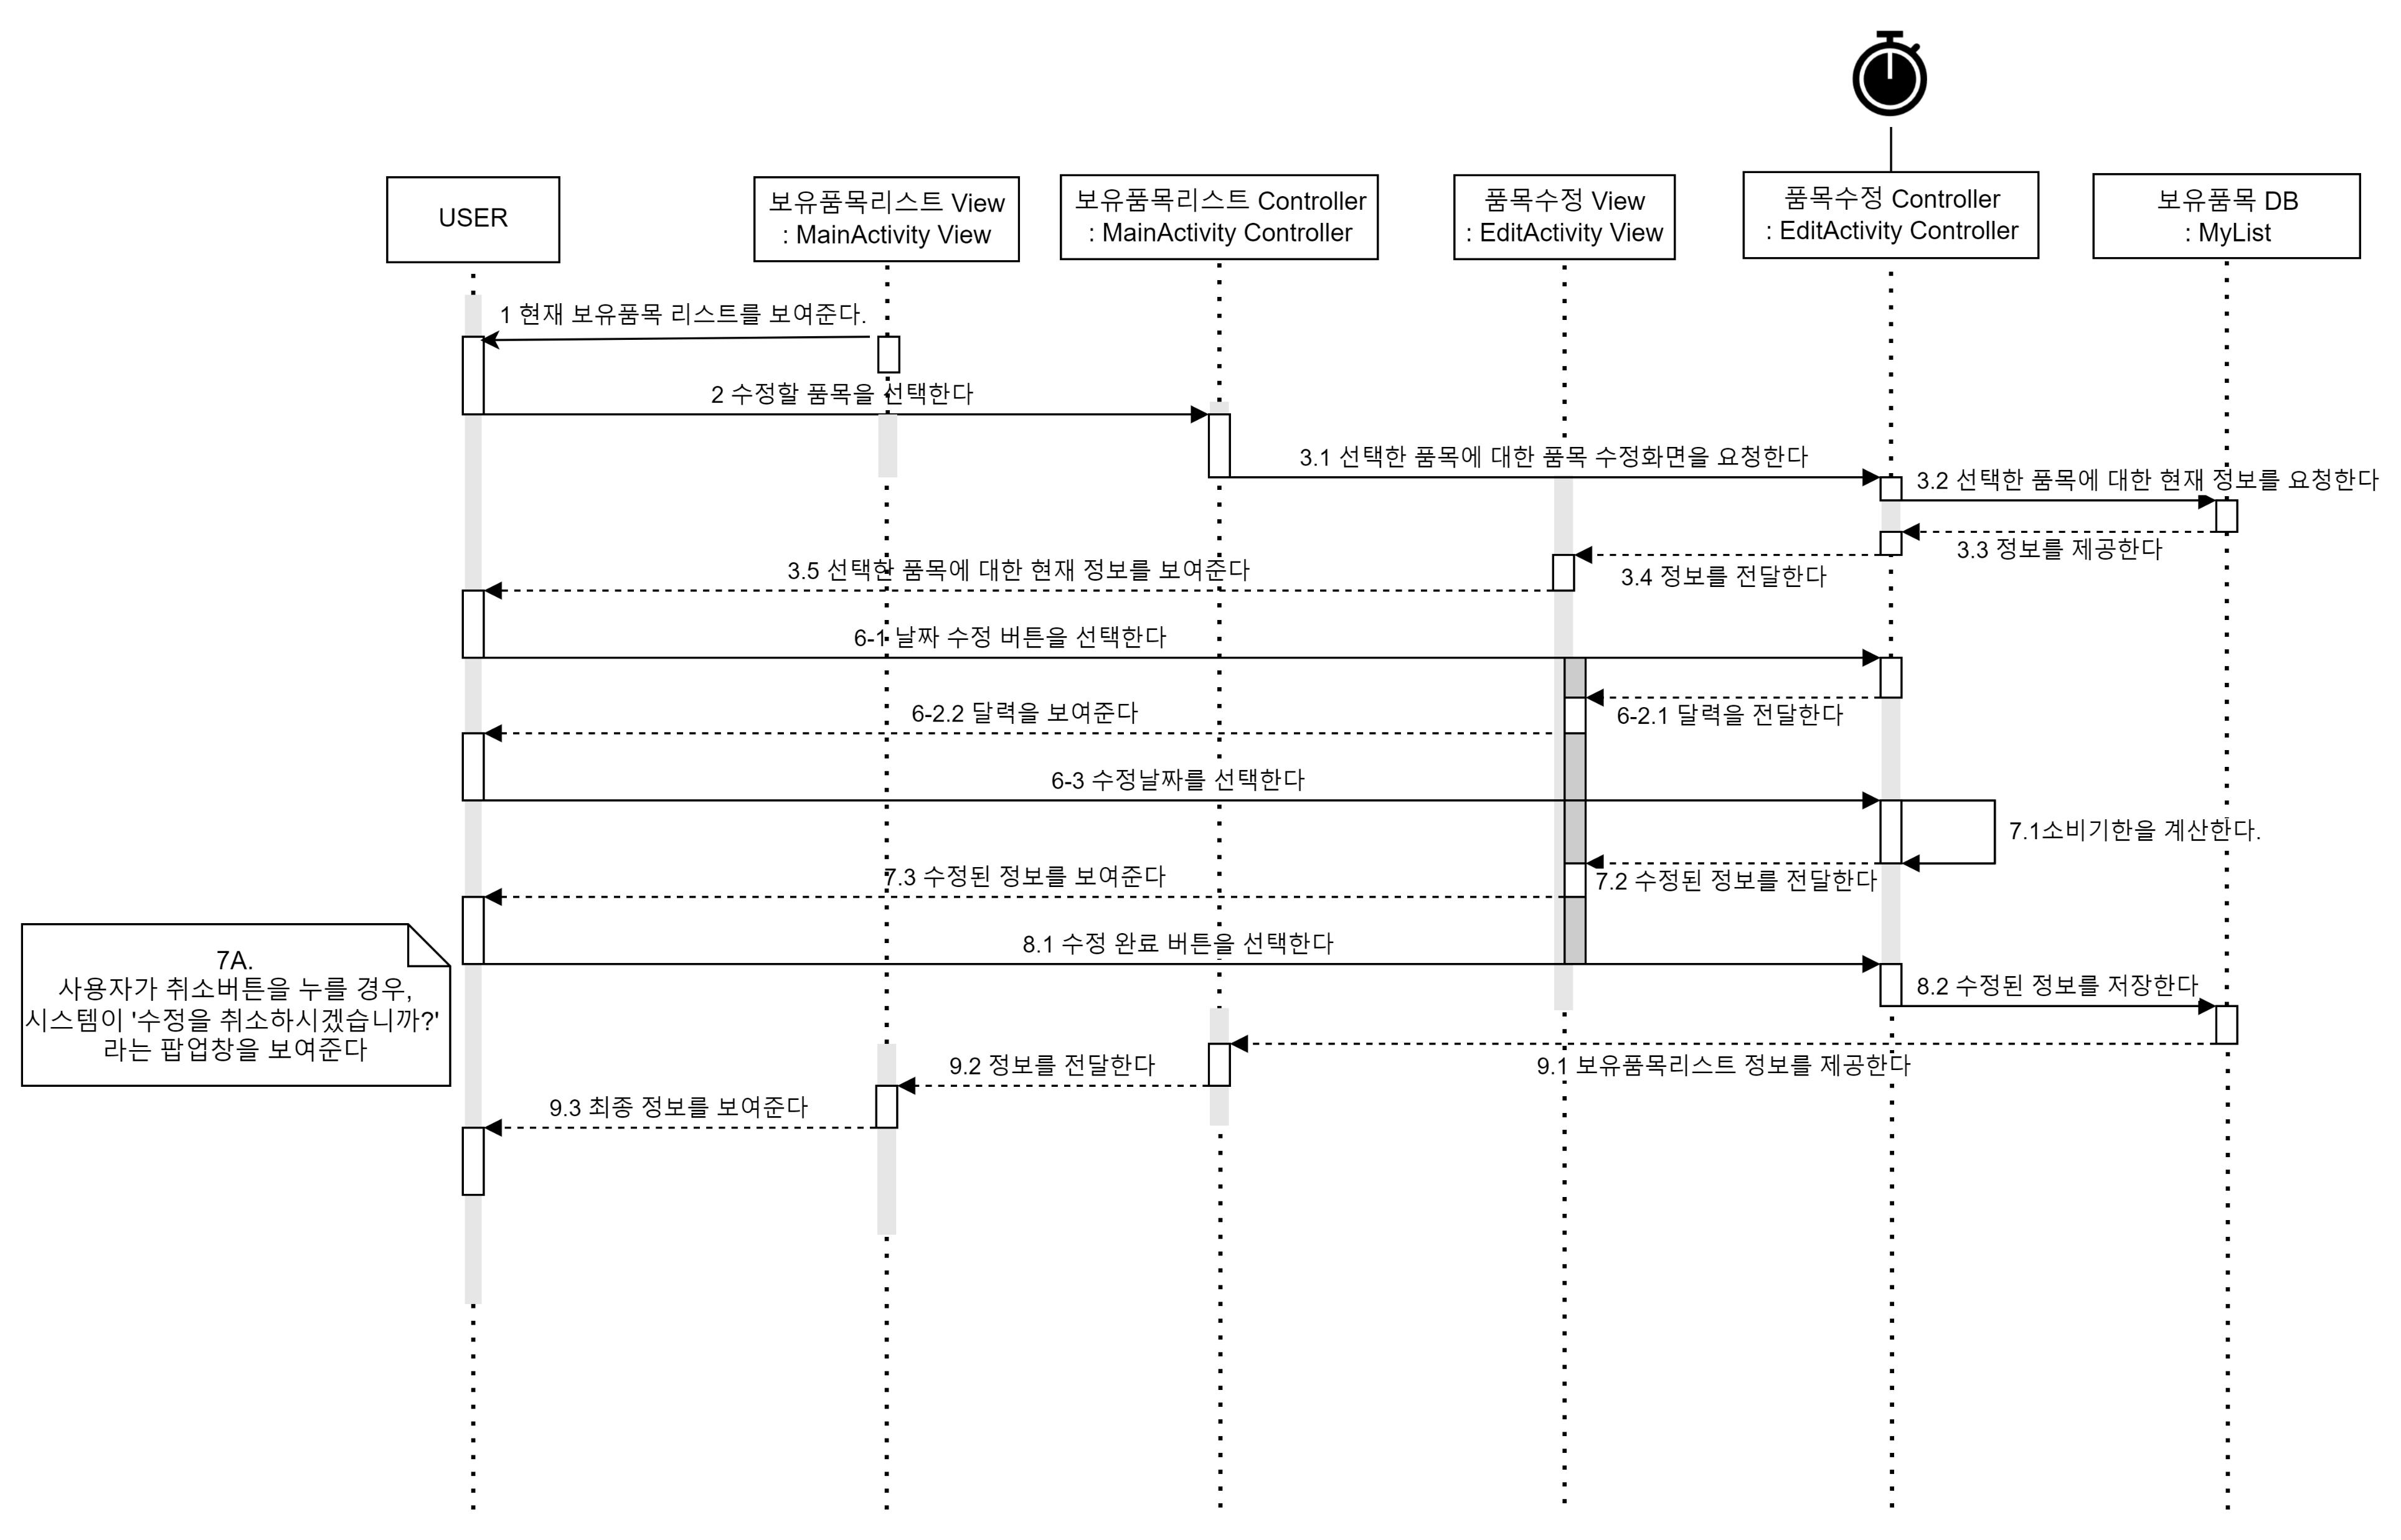 USER
보유품목리스트 View
: MainActivity View
보유품목리스트 Controller
: MainActivity Controller
품목수정 View
: EditActivity View
품목수정 Controller
: EditActivity Controller
보유품목 DB
: MyList
1 현재 보유품목 리스트를 보여준다.
2 수정할 품목을 선택한다
3.1 선택한 품목에 대한 품목 수정화면을 요청한다
3.2 선택한 품목에 대한 현재 정보를 요청한다
3.3 정보를 제공한다
3.4 정보를 전달한다
3.5 선택한 품목에 대한 현재 정보를 보여준다
6-1 날짜 수정 버튼을 선택한다
6-2.1 달력을 전달한다
6-2.2 달력을 보여준다
6-3 수정날짜를 선택한다
7.1소비기한을 계산한다.
7.2 수정된 정보를 전달한다
7.3 수정된 정보를 보여준다
8.1 수정 완료 버튼을 선택한다
7A.
사용자가 취소버튼을 누를 경우,
시스템이 '수정을 취소하시겠습니까?'
라는 팝업창을 보여준다
8.2 수정된 정보를 저장한다
9.1 보유품목리스트 정보를 제공한다
9.2 정보를 전달한다
9.3 최종 정보를 보여준다